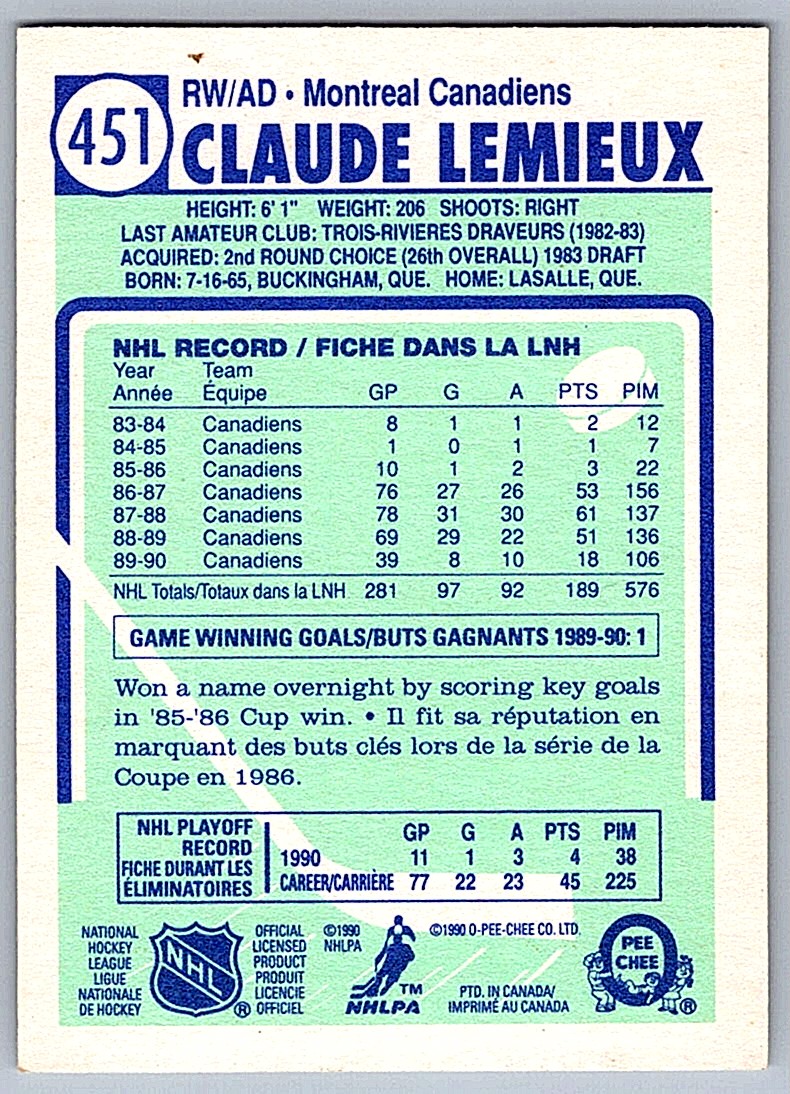 451
RW/AD • Montreal Canadiens
CLAUDE LEMIEUX
HEIGHT: 6' 1" WEIGHT: 206 SHOOTS: RIGHT
LAST AMATEUR CLUB: TROIS-RIVIERES DRAVEURS (1982-83)
ACQUIRED: 2nd ROUND CHOICE (26th OVERALL) 1983 DRAFT
BORN: 7-16-65, BUCKINGHAM, QUE. HOME: LASALLE, QUE.
NHL RECORD / FICHE DANS LA LNH
Year Team
Année Équipe GP G A PTS PIM
83-84 Canadiens 8 1 1 2 12
84-85 Canadiens 1 0 1 1 7
85-86 Canadiens 10 1 2 3 22
86-87 Canadiens 76 27 26 53 156
87-88 Canadiens 78 31 30 61 137
88-89 Canadiens 69 29 22 51 136
89-90 Canadiens 39 8 10 18 106
NHL Totals/Totaux dans la LNH 281 97 92 189 576
GAME WINNING GOALS/BUTS GAGNANTS 1989-90: 1
Won a name overnight by scoring key goals
in '85-'86 Cup win. • Il fit sa réputation en
marquant des buts clés lors de la série de la
Coupe en 1986.
NHL PLAYOFF
RECORD
FICHE DURANT LES
ÉLIMINATOIRES
GP G A PTS PIM
1990 11 1 3 4 38
CAREER/CARRIÈRE 77 22 23 45 225
NATIONAL
HOCKEY
LEAGUE
LIGUE
NATIONALE
DE HOCKEY
NHL
®
OFFICIAL
LICENSED
PRODUCT
PRODUIT
LICENCIE
OFFICIEL
©1990
NHLPA
TM
NHLPA
©1990 O-PEE-CHEE CO. LTD.
PTD. IN CANADA/
IMPRIMÉ AU CANADA
O
PEE
CHEE
®